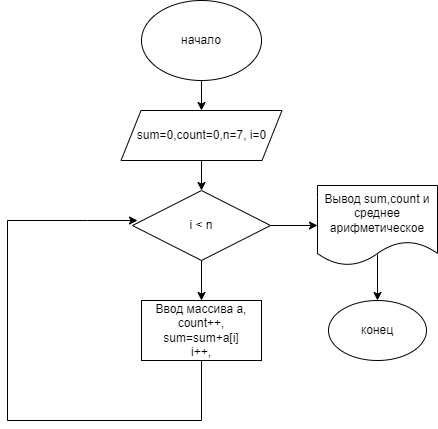 начало
sum=0,count=0,n=7, i=0
i < n
Вывод sum,count и
среднее
арифметическое
Ввод массива a,
count++,
sum=sum+a[i]
i++,
конец